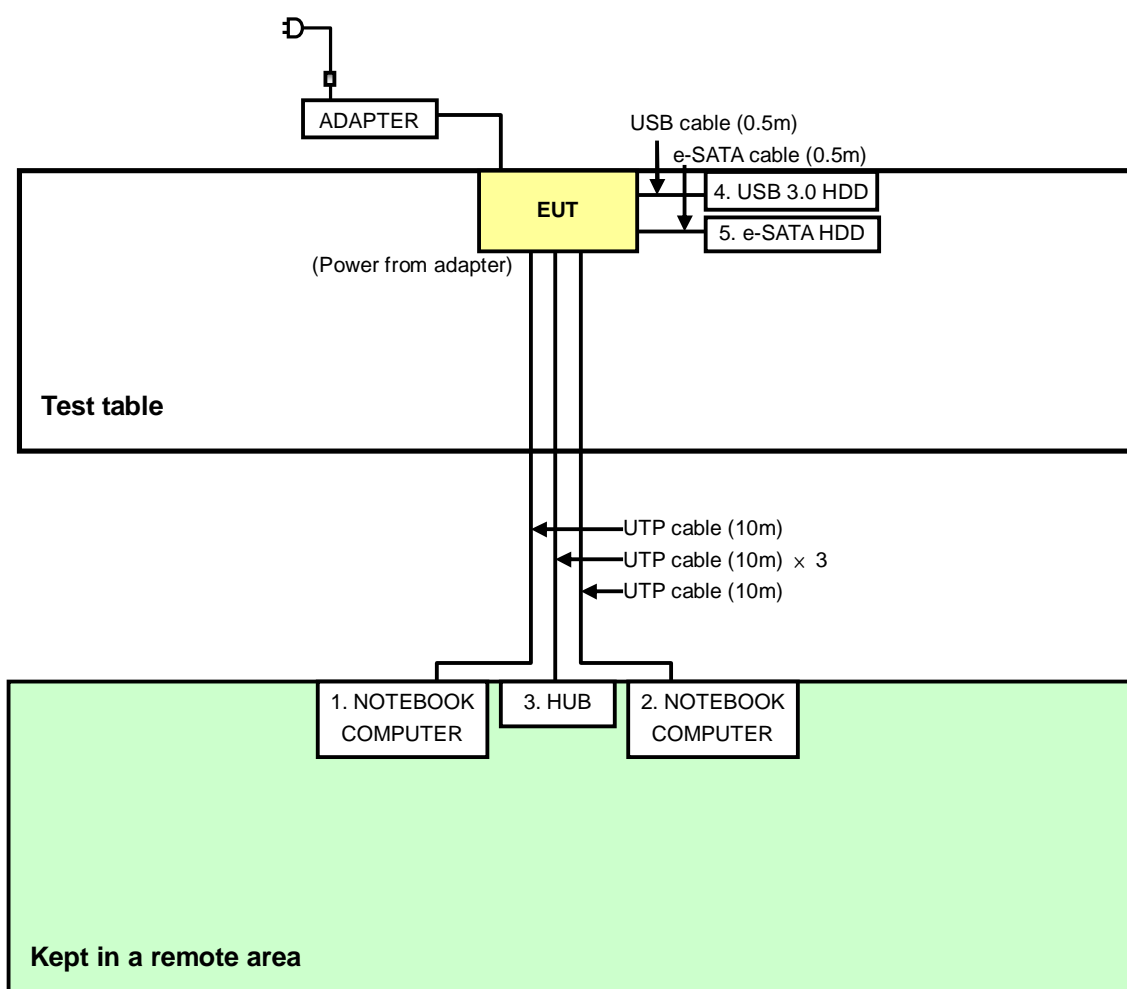 ADAPTER
USB cable (0.5m)
e-SATA cable (0.5m)
EUT
4. USB 3.0 HDD
5. e-SATA HDD
(Power from adapter)
Test table
UTP cable (10m)
UTP cable (10m) × 3
UTP cable (10m)
1. NOTEBOOK
COMPUTER
3. HUB
2. NOTEBOOK
COMPUTER
Kept in a remote area